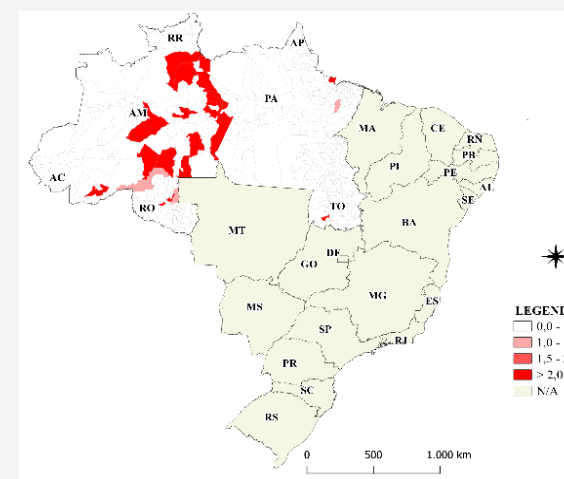 RR
AP
AM
PA
MA
CE
RN
PB
PI
PE
AC
AL
TO
SE
RO
BA
MT
DF
GO
MG
ES
MS
SP
LEGEND
0,0 -
1,0 -
RJ
1,5 -
PR
> 2,0
SC
N/A
RS
0 500 1.000 km